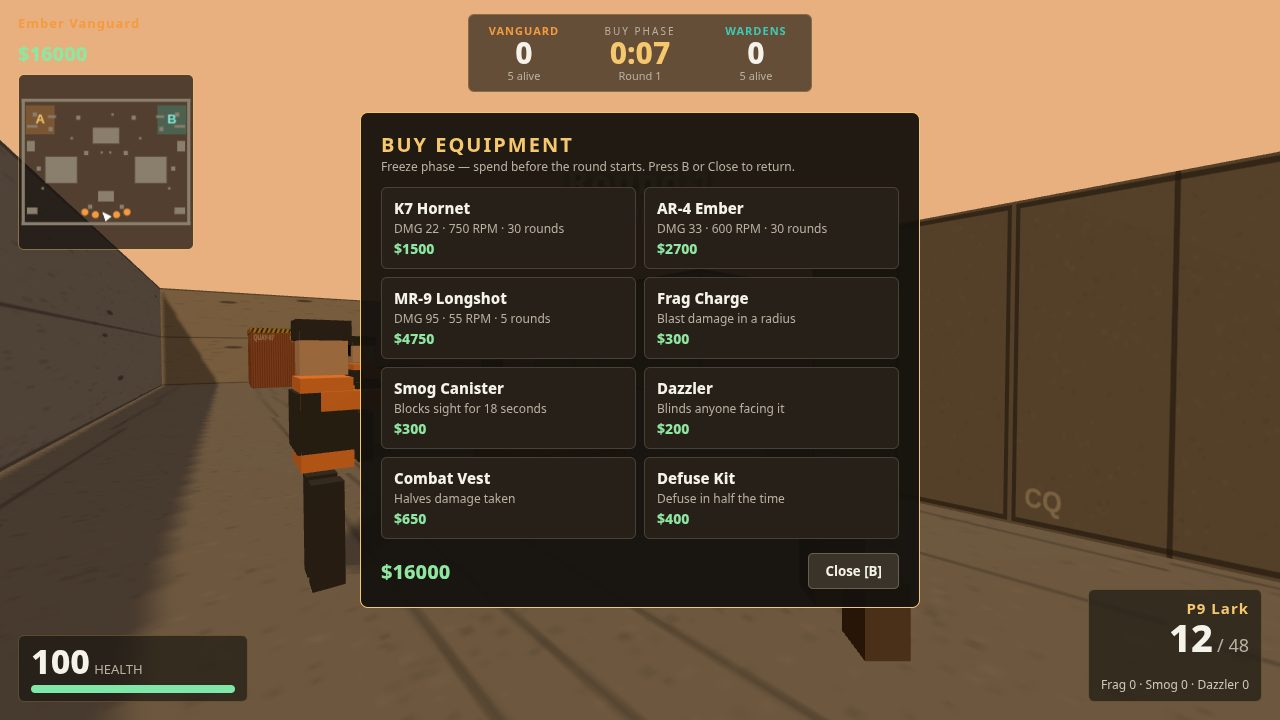 Ember Vanguard
$16000
A
B
VANGUARD
0
5 alive
BUY PHASE
0:07
Round 1
WARDENS
0
5 alive
BUY EQUIPMENT
Freeze phase — spend before the round starts. Press B or Close to return.
K7 Hornet
DMG 22 · 750 RPM · 30 rounds
$1500
AR-4 Ember
DMG 33 · 600 RPM · 30 rounds
$2700
MR-9 Longshot
DMG 95 · 55 RPM · 5 rounds
$4750
Frag Charge
Blast damage in a radius
$300
Smog Canister
Blocks sight for 18 seconds
$300
Dazzler
Blinds anyone facing it
$200
Combat Vest
Halves damage taken
$650
Defuse Kit
Defuse in half the time
$400
$16000
Close [B]
CQ
100 HEALTH
P9 Lark
12 / 48
Frag 0 · Smog 0 · Dazzler 0